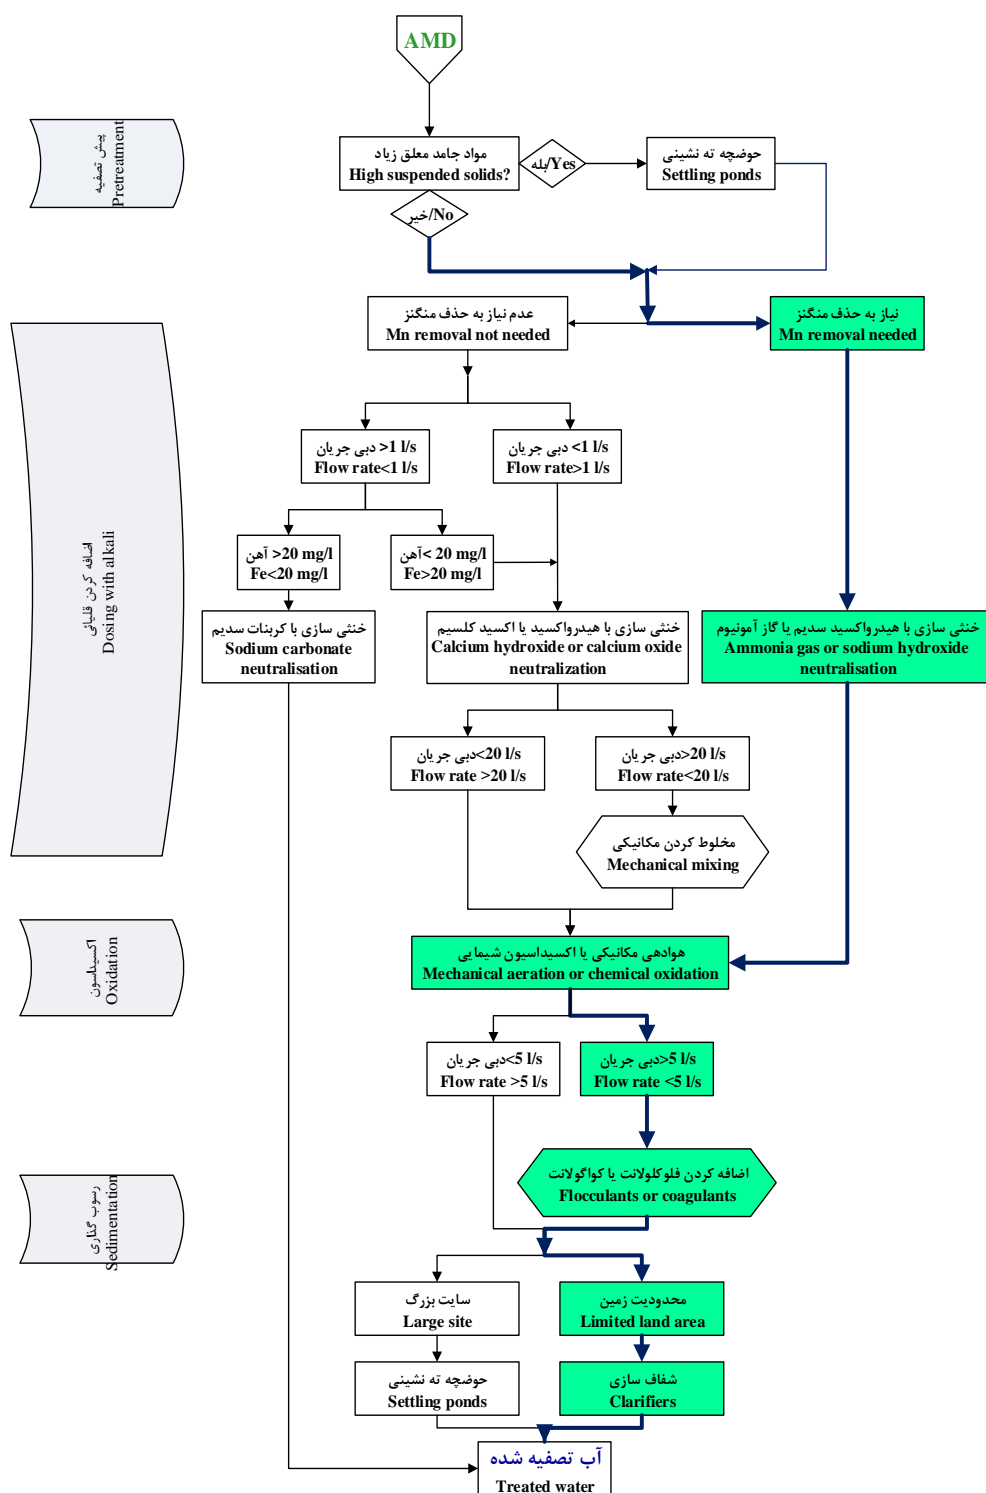 AMD
پیش تصفیه
Pretreatment
مواد جامد معلق زیاد
High suspended solids?
بله/Yes
حوضچه ته نشینی
Settling ponds
خیر/No
عدم نیاز به حذف منگنز
Mn removal not needed
نیاز به حذف منگنز
Mn removal needed
اضافه کردن قلیائی
Dosing with alkali
دبی جریان >1 l/s
Flow rate<1 l/s
دبی جریان <1 l/s
Flow rate>1 l/s
آهن >20 mg/l
Fe<20 mg/l
آهن< 20 mg/l
Fe>20 mg/l
خنثی سازی با کربنات سدیم
Sodium carbonate
neutralisation
خنثی سازی با هیدرواکسید یا اکسید کلسیم
Calcium hydroxide or calcium oxide
neutralization
خنثی سازی با هیدرواکسید سدیم یا گاز آمونیوم
Ammonia gas or sodium hydroxide
neutralisation
دبی جریان<20 l/s
Flow rate >20 l/s
دبی جریان>20 l/s
Flow rate<20 l/s
مخلوط کردن مکانیکی
Mechanical mixing
اکسیداسون
Oxidation
هوادهی مکانیکی یا اکسیداسیون شیمایی
Mechanical aeration or chemical oxidation
دبی جریان<5 l/s
Flow rate >5 l/s
دبی جریان>5 l/s
Flow rate <5 l/s
اضافه کردن فلوکلولانت یا کواگولانت
Flocculants or coagulants
رسوب گذاری
Sedimentation
سایت بزرگ
Large site
محدودیت زمین
Limited land area
حوضچه ته نشینی
Settling ponds
شفاف سازی
Clarifiers
آب تصفیه شده
Treated water